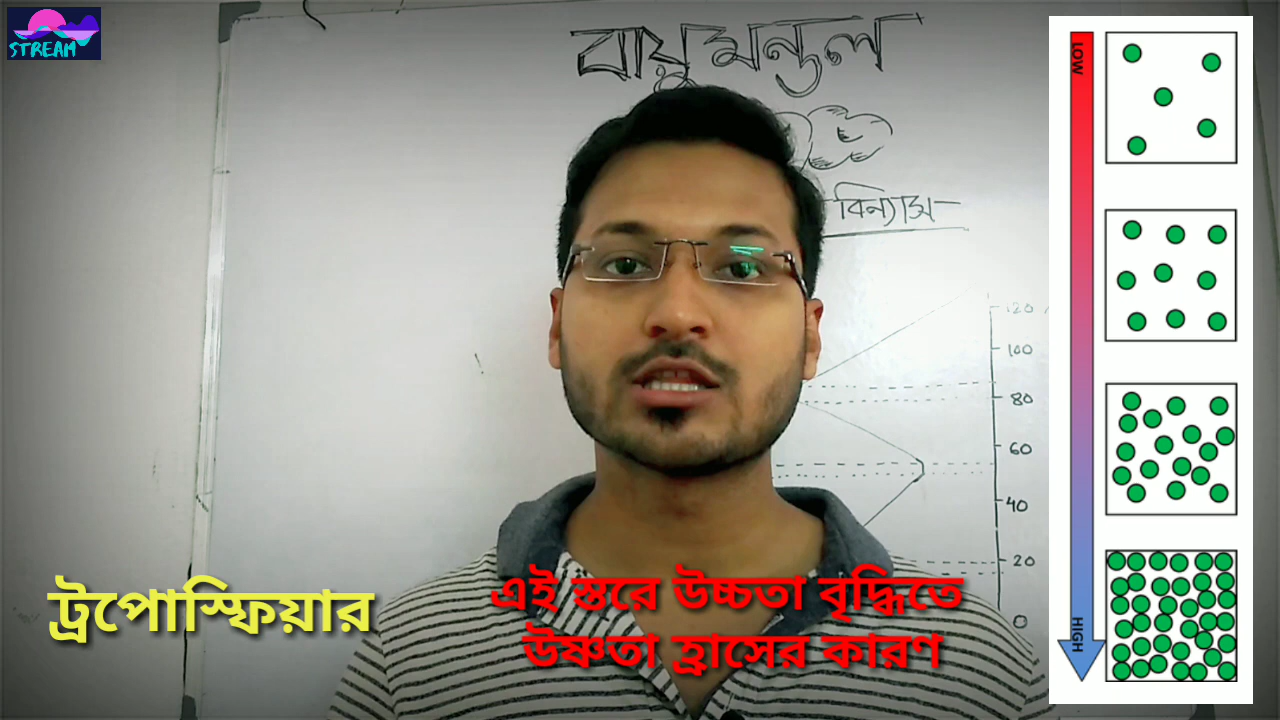 STREAM
বায়ুমন্ডল
বিন্যাস
120
100
80
60
40
20
0
LOW
HIGH
ট্রপোস্ফিয়ার
এই স্তরে উচ্চতা বৃদ্ধিতে
উষ্ণতা হ্রাসের কারণ